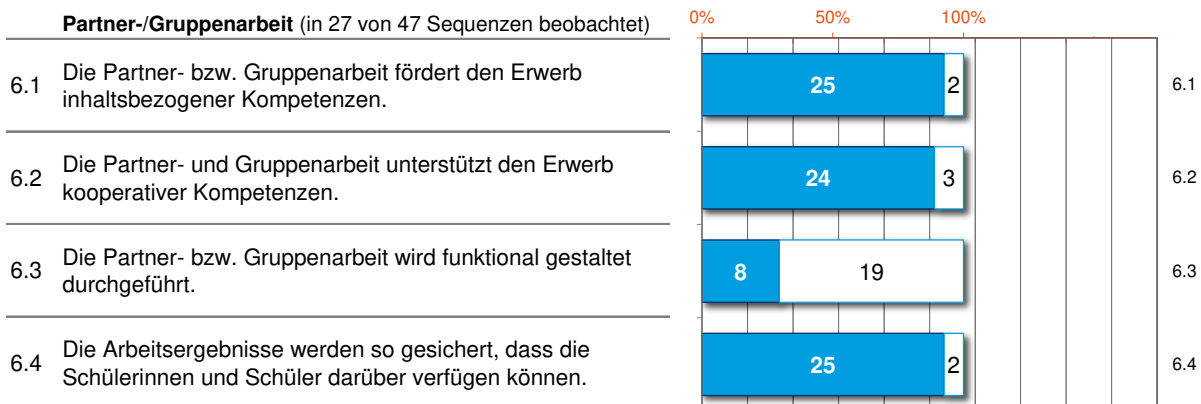 Partner-/Gruppenarbeit (in 27 von 47 Sequenzen beobachtet)
0% 50% 100%
6.1 Die Partner- bzw. Gruppenarbeit fördert den Erwerb
inhaltsbezogener Kompetenzen.
25 2 6.1
6.2 Die Partner- und Gruppenarbeit unterstützt den Erwerb
kooperativer Kompetenzen.
24 3 6.2
6.3 Die Partner- bzw. Gruppenarbeit wird funktional gestaltet
durchgeführt.
8 19 6.3
6.4 Die Arbeitsergebnisse werden so gesichert, dass die
Schülerinnen und Schüler darüber verfügen können.
25 2 6.4